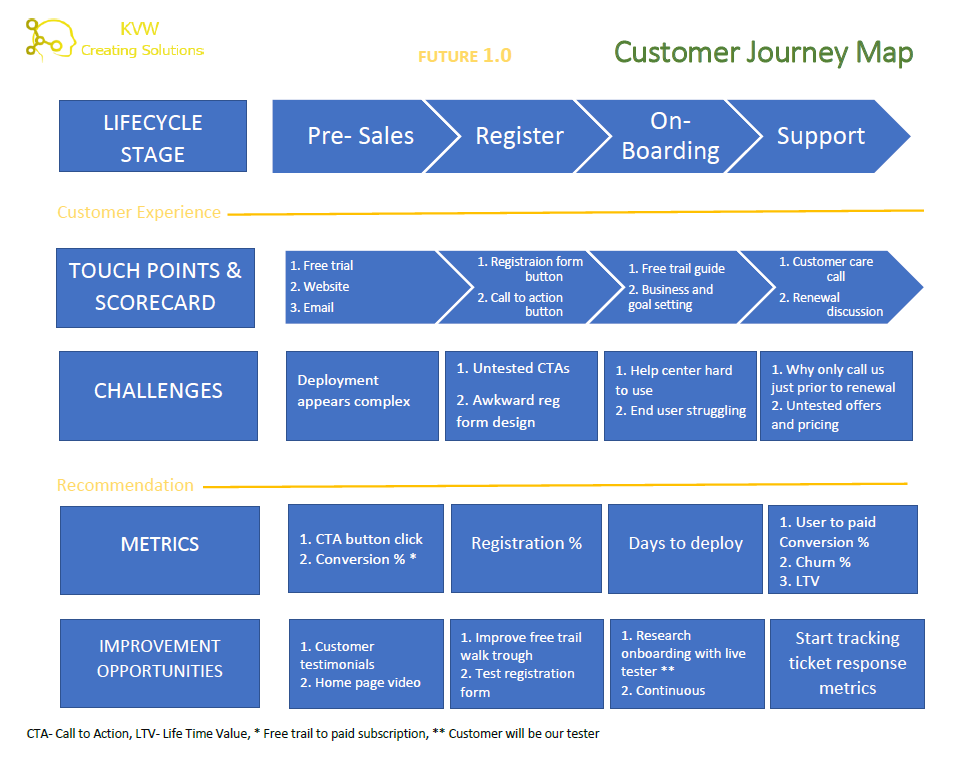 KVW
Creating Solutions
FUTURE 1.0
Customer Journey Map
LIFECYCLE
STAGE
Pre- Sales
Register
On-
Boarding
Support
Customer Experience
TOUCH POINTS &
SCORECARD
1. Free trial
2. Website
3. Email
1. Registraion form
button
2. Call to action
button
1. Free trail guide
2. Business and
goal setting
1. Customer care
call
2. Renewal
discussion
CHALLENGES
Deployment
appears complex
1. Untested CTAs
2. Awkward reg
form design
1. Help center hard
to use
2. End user struggling
1. Why only call us
just prior to renewal
2. Untested offers
and pricing
Recommendation
METRICS
1. CTA button click
2. Conversion % *
Registration %
Days to deploy
1. User to paid
Conversion %
2. Churn %
3. LTV
IMPROVEMENT
OPPORTUNITIES
1. Customer
testimonials
2. Home page video
1. Improve free trail
walk trough
2. Test registration
form
1. Research
onboarding with live
tester **
2. Continuous
Start tracking
ticket response
metrics
CTA- Call to Action, LTV- Life Time Value, * Free trail to paid subscription, ** Customer will be our tester